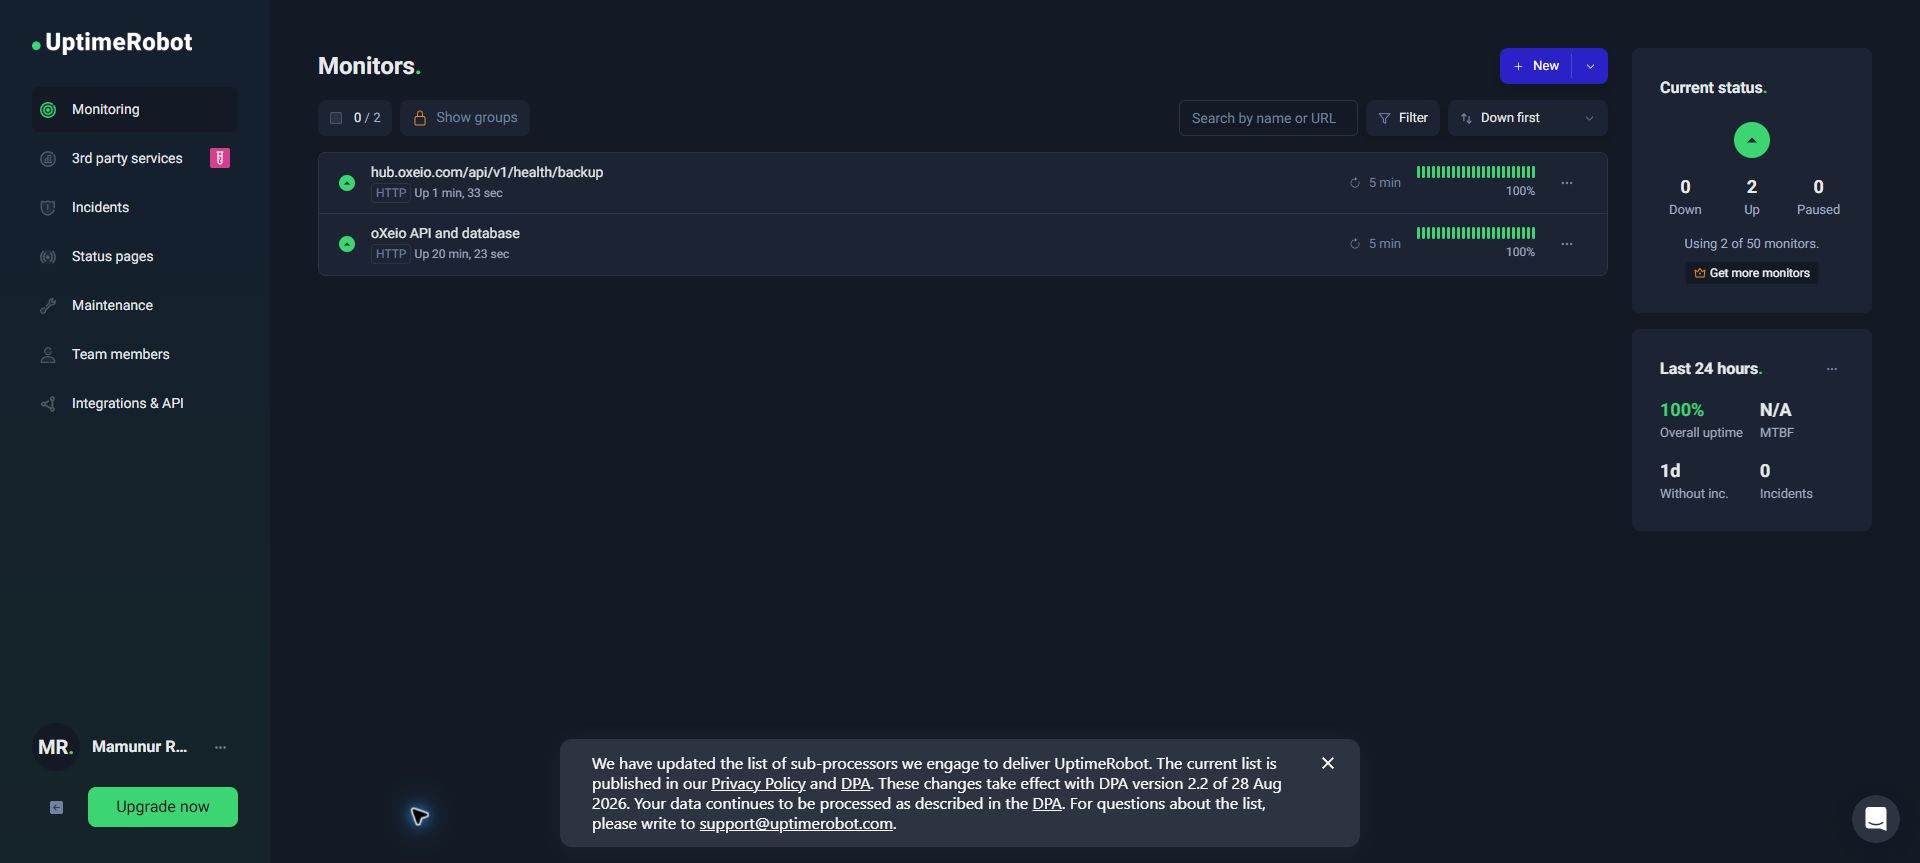 UptimeRobot
Monitoring
3rd party services
Incidents
Status pages
Maintenance
Team members
Integrations & API
MR.
Mamunur R...
Upgrade now
Monitors.
+ New
0 / 2
Show groups
Search by name or URL
Filter
Down first
hub.oxeio.com/api/v1/health/backup
HTTP Up 1 min, 33 sec
5 min
100%
oXeio API and database
HTTP Up 20 min, 23 sec
5 min
100%
Current status.
0 2 0
Down Up Paused
Using 2 of 50 monitors.
Get more monitors
Last 24 hours.
100% N/A
Overall uptime MTBF
1d 0
Without inc. Incidents
We have updated the list of sub-processors we engage to deliver UptimeRobot. The current list is
published in our Privacy Policy and DPA. These changes take effect with DPA version 2.2 of 28 Aug
2026. Your data continues to be processed as described in the DPA. For questions about the list,
please write to support@uptimerobot.com.